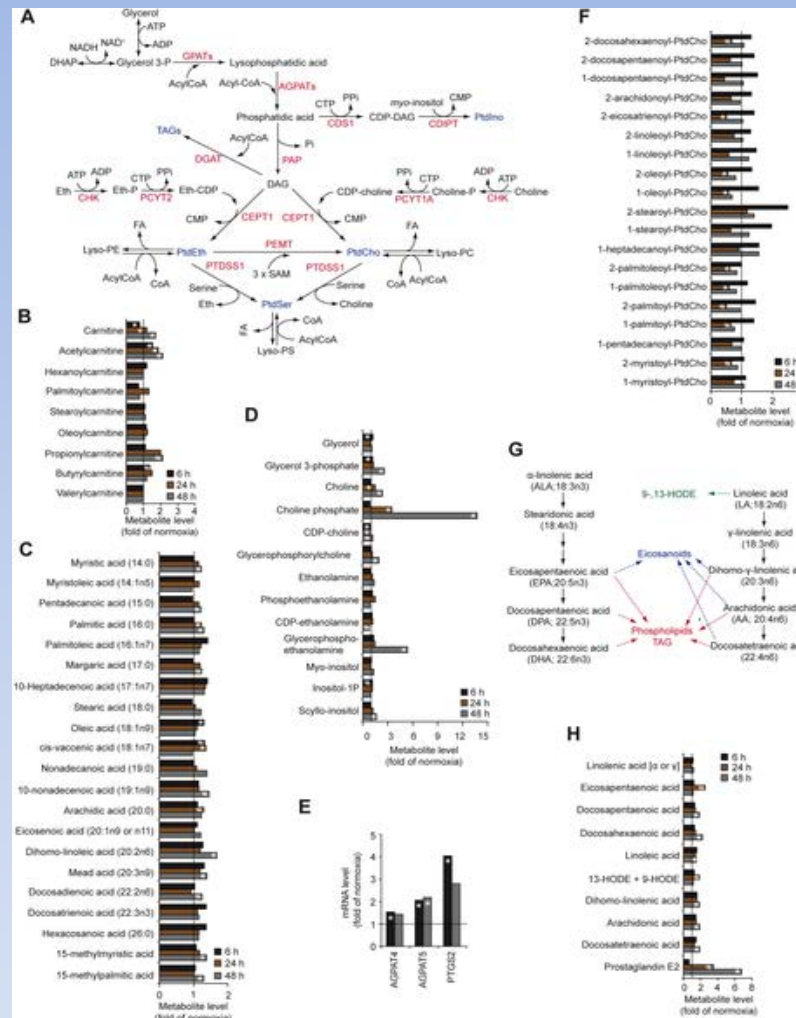 A
Glycerol
ATP
ADP
NADH
NAD+
GPATs
DHAP
Glycerol 3-P
Lysophosphatidic acid
AcylCoA
Acyl-CoA
AGPATs
CTP
PPi
myo-inositol
CMP
Phosphatidic acid
CDP-DAG
PtdIno
CDS1
CDIPT
TAGs
AcylCoA
Pi
DGAT
PAP
ATP
ADP
CTP
PPi
DAG
PPi
CTP
ADP
ATP
Eth
Eth-P
Eth-CDP
CDP-choline
Choline-P
Choline
CHK
PCYT2
PCYT1A
CHK
CMP
CEPT1
CEPT1
CMP
FA
FA
Lyso-PE
PtdEth
PEMT
PtdCho
Lyso-PC
AcylCoA
CoA
PTDSS1
3 x SAM
PTDSS1
CoA
AcylCoA
Serine
Serine
Eth
PtdSer
Choline
FA
CoA
AcylCoA
Lyso-PS
B
Carnitine
Acetylcarnitine
Hexanoylcarnitine
Palmitoylcarnitine
Stearoylcarnitine
Oleoylcarnitine
Propionylcarnitine
Butyrylcarnitine
Valerylcarnitine
6 h
24 h
48 h
0 1 2 3 4
Metabolite level
(fold of normoxia)
C
Myristic acid (14:0)
Myristoleic acid (14:1n5)
Pentadecanoic acid (15:0)
Palmitic acid (16:0)
Palmitoleic acid (16:1n7)
Margaric acid (17:0)
10-Heptadecenoic acid (17:1n7)
Stearic acid (18:0)
Oleic acid (18:1n9)
cis-vaccenic acid (18:1n7)
Nonadecanoic acid (19:0)
10-nonadecenoic acid (19:1n9)
Arachidic acid (20:0)
Eicosenoic acid (20:1n9 or n11)
Dihomo-linoleic acid (20:2n6)
Mead acid (20:3n9)
Docosadienoic acid (22:2n6)
Docosatrienoic acid (22:3n3)
Hexacosanoic acid (26:0)
15-methylmyristic acid
15-methylpalmitic acid
6 h
24 h
48 h
0 1 2
Metabolite level
(fold of normoxia)
D
Glycerol
Glycerol 3-phosphate
Choline
Choline phosphate
CDP-choline
Glycerophosphorylcholine
Ethanolamine
Phosphoethanolamine
CDP-ethanolamine
Glycerophospho-
ethanolamine
Myo-inositol
Inositol-1P
Scyllo-inositol
6 h
24 h
48 h
0 3 6 9 12 15
Metabolite level
(fold of normoxia)
E
mRNA level
(fold of normoxia)
5
4
3
2
1
0
AGPAT4
AGPAT5
PTGS2
F
2-docosahexaenoyl-PtdCho
2-docosapentaenoyl-PtdCho
1-docosapentaenoyl-PtdCho
2-arachidonoyl-PtdCho
2-eicosatrienoyl-PtdCho
2-linoleoyl-PtdCho
1-linoleoyl-PtdCho
2-oleoyl-PtdCho
1-oleoyl-PtdCho
2-stearoyl-PtdCho
1-stearoyl-PtdCho
1-heptadecanoyl-PtdCho
2-palmitoleoyl-PtdCho
1-palmitoleoyl-PtdCho
2-palmitoyl-PtdCho
1-palmitoyl-PtdCho
1-pentadecanoyl-PtdCho
2-myristoyl-PtdCho
1-myristoyl-PtdCho
6 h
24 h
48 h
0 1 2
Metabolite level
(fold of normoxia)
G
α-linolenic acid
(ALA;18:3n3)
Stearidonic acid
(18:4n3)
Eicosapentaenoic acid
(EPA;20:5n3)
Docosapentaenoic acid
(DPA; 22:5n3)
Docosahexaenoic acid
(DHA; 22:6n3)
9-,13-HODE
Linoleic acid
(LA;18:2n6)
γ-linolenic acid
(18:3n6)
Eicosanoids
Dihomo-γ-linolenic acid
(20:3n6)
Arachidonic acid
(AA; 20:4n6)
Phospholipids
TAG
Docosatetraenoic acid
(22:4n6)
H
Linolenic acid [α or γ]
Eicosapentaenoic acid
Docosapentaenoic acid
Docosahexaenoic acid
Linoleic acid
13-HODE + 9-HODE
Dihomo-linolenic acid
Arachidonic acid
Docosatetraenoic acid
Prostaglandin E2
6 h
24 h
48 h
0 2 4 6 8
Metabolite level
(fold of normoxia)